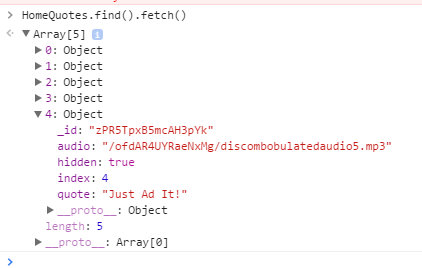 HomeQuotes.find().fetch()
Array[5]
0: Object
1: Object
2: Object
3: Object
4: Object
_id: "zPR5TpxB5mcAH3pYk"
audio: "/ofdAR4UYRaeNxMg/discombobulatedaudio5.mp3"
hidden: true
index: 4
quote: "Just Ad It!"
__proto__: Object
length: 5
__proto__: Array[0]